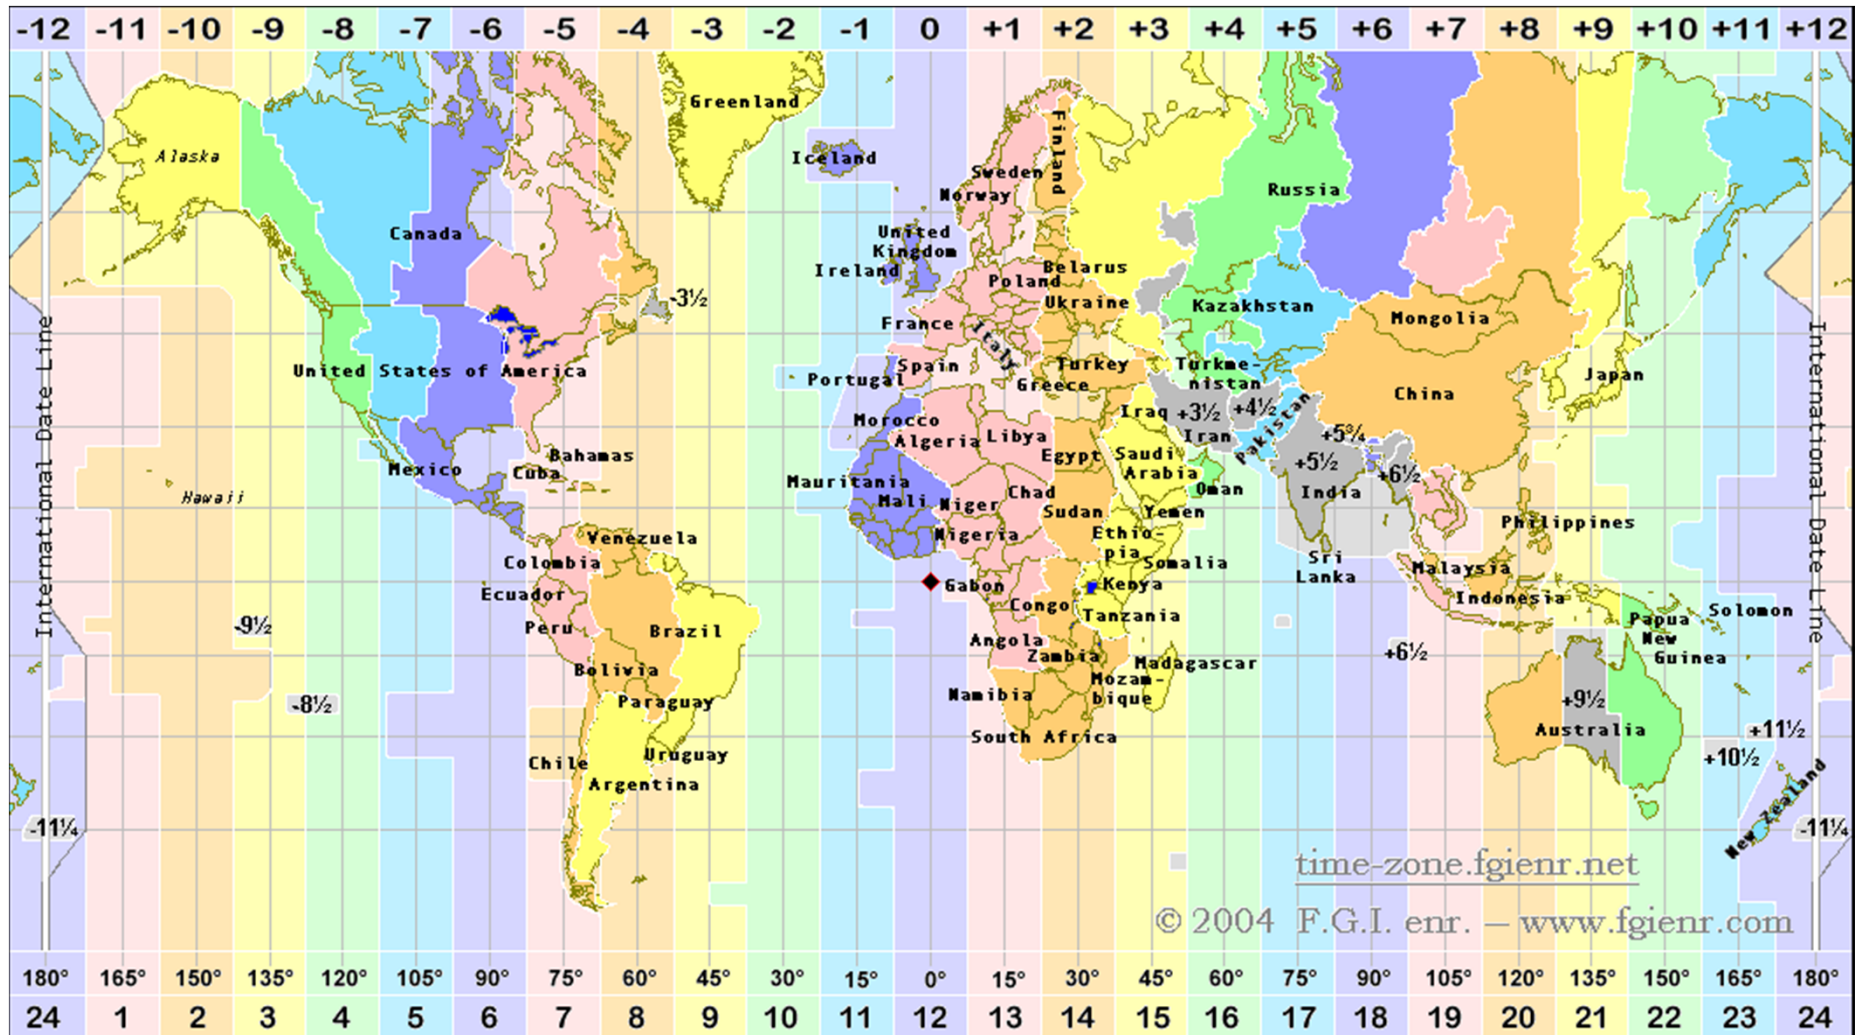 -12 -11 -10 -9 -8 -7 -6 -5 -4 -3 -2 -1 0 +1 +2 +3 +4 +5 +6 +7 +8 +9 +10 +11 +12
Greenland
Alaska
Iceland
Finland
Sweden
Norway
Russia
Canada
United
Kingdom
Ireland
Belarus
Poland
Ukraine
-3½
Kazakhstan
Mongolia
France
Italy
International Date Line
International Date Line
United States of America
Spain
Portugal
Turkey
Greece
Turkme-
nistan
Japan
China
Morocco
Algeria
Libya
Egypt
Iraq
+3½
+4½
Iran
Pakistan
+5¾
+5½
+6½
India
Bahamas
Mexico
Cuba
Hawaii
Mauritania
Mali
Niger
Chad
Sudan
Saudi
Arabia
Oman
Yemen
Nigeria
Ethio-
pia
Somalia
Philippines
Venezuela
Colombia
Sri
Lanka
Malaysia
Ecuador
Gabon
Kenya
Indonesia
Congo
Tanzania
Solomon
Papua
New
Guinea
-9½
Peru
Brazil
Angola
Zambia
Madagascar
+6½
Bolivia
Mozam-
bique
Namibia
-8½
Paraguay
+9½
Australia
South Africa
Uruguay
Chile
Argentina
+11½
+10½
New Zealand
-11¼
-11¼
time-zone.fgienr.net
© 2004 F.G.I. enr. – www.fgienr.com
180° 165° 150° 135° 120° 105° 90° 75° 60° 45° 30° 15° 0° 15° 30° 45° 60° 75° 90° 105° 120° 135° 150° 165° 180°
24 1 2 3 4 5 6 7 8 9 10 11 12 13 14 15 16 17 18 19 20 21 22 23 24